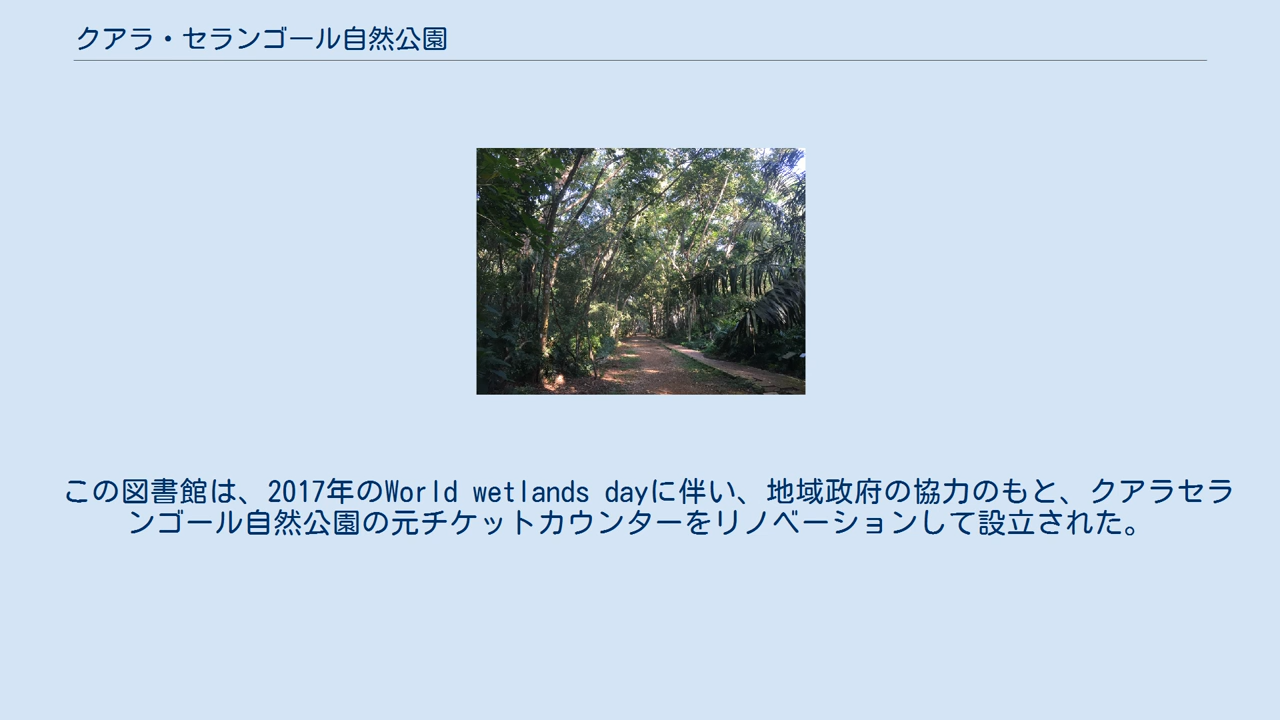 クアラ・セランゴール自然公園
この図書館は、2017年のWorld wetlands dayに伴い、地域政府の協力のもと、クアラセラ
ンゴール自然公園の元チケットカウンターをリノベーションして設立された。